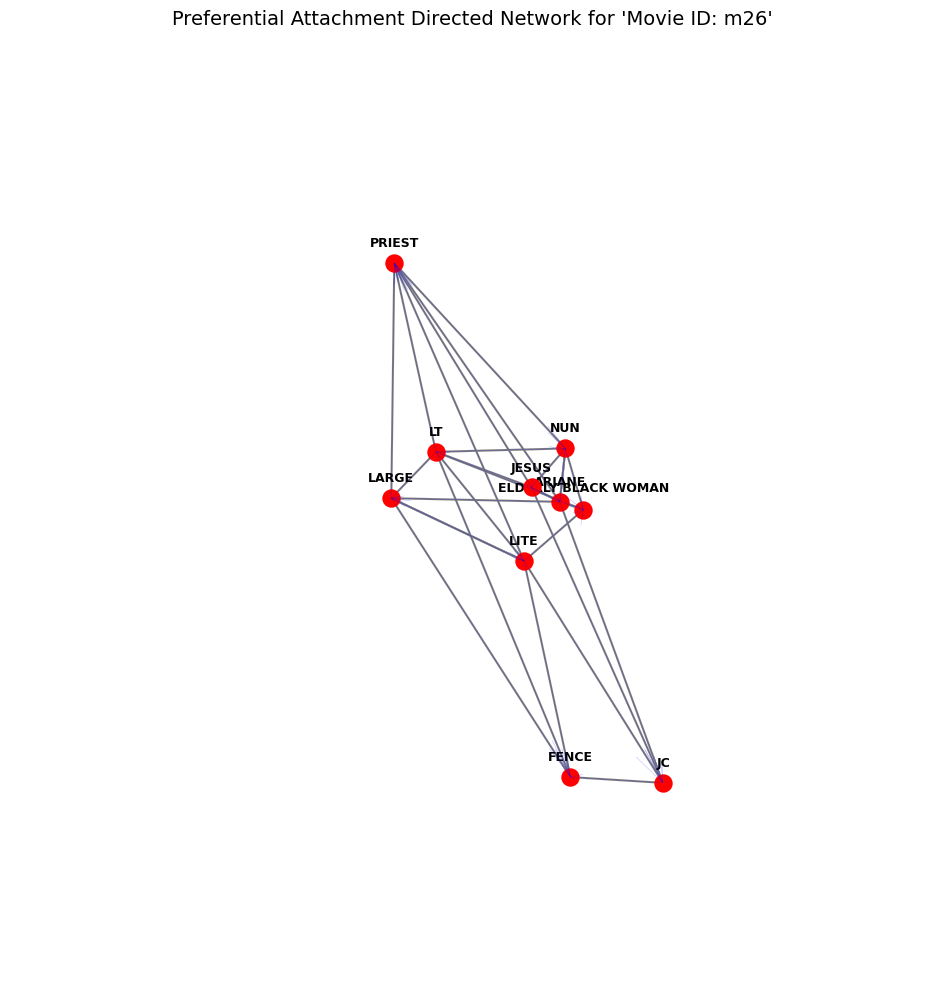 Preferential Attachment Directed Network for 'Movie ID: m26'
PRIEST
LT
NUN
JESUS
LARGE
ARIANE
ELDERLY BLACK WOMAN
LITE
FENCE
JC